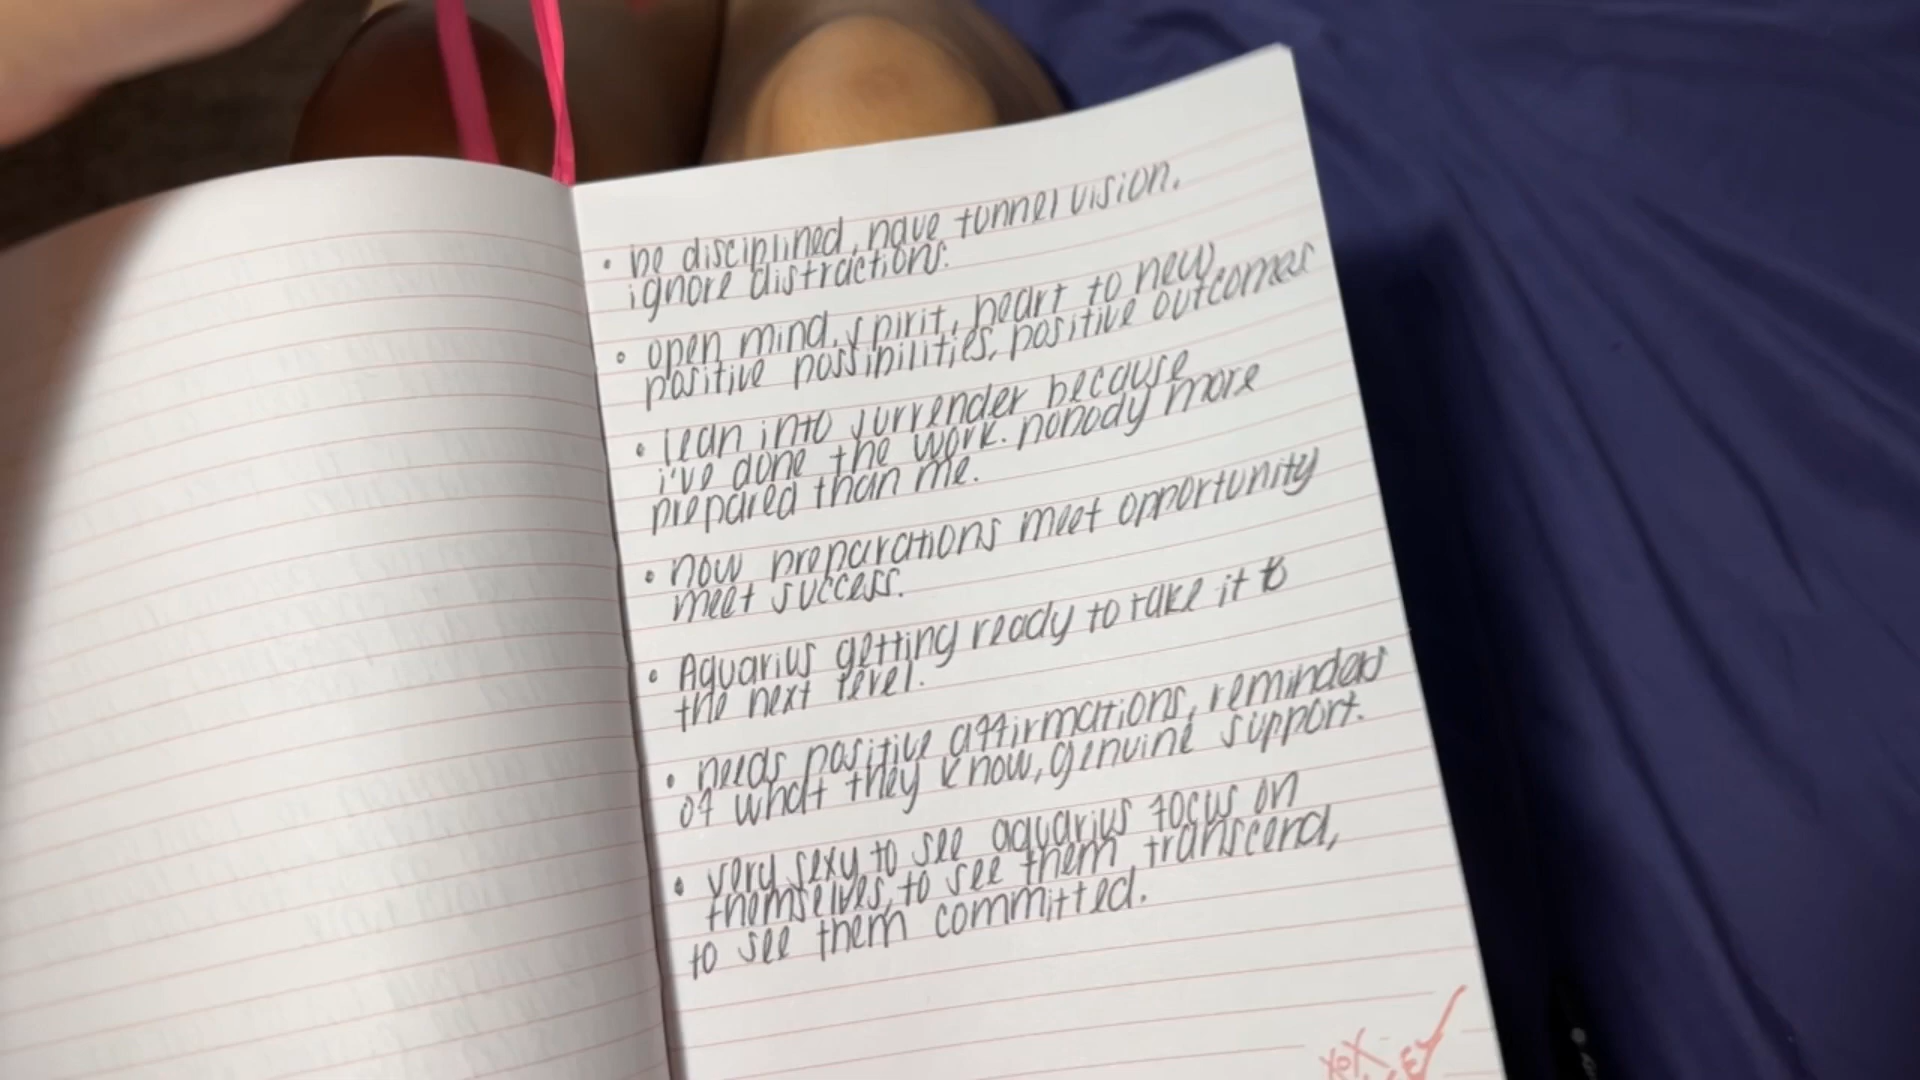 • be disciplined, have tunnel vision.
ignore distractions.
• open mind, spirit, heart to new,
positive possibilities, positive outcomes
• lean into surrender because
i've done the work. nobody more
prepared than me.
• now preparations meet opportunity
meet success.
• Aquarius getting ready to take it to
the next level.
• needs positive affirmations, reminders
of what they know, genuine support.
• very sexy to see aquarius focus on
themselves, to see them transcend,
to see them committed.
xox